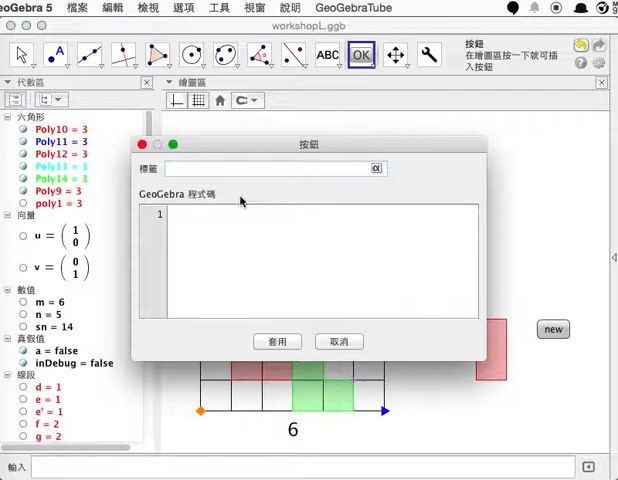 eoGebra 5 檔案 編輯 檢視 選項 工具 視窗 說明 GeoGebraTube
workshopL.ggb
A ABC OK 按鈕
在繪圖區按一下就可插
入按鈕
代數區 繪圖區
六角形
Poly10 = 3
Poly11 = 3
Poly12 = 3
Poly13 = 3
Poly14 = 3
Poly9 = 3
poly1 = 3
向量
u = ( 1 0 )
v = ( 0 1 )
數值
m = 6
n = 5
sn = 14
真假值
a = false
inDebug = false
線段
d = 1
e = 1
e' = 1
f = 2
g = 2
按鈕
標籤 α
GeoGebra 程式碼
1
套用 取消
new
6
輸入